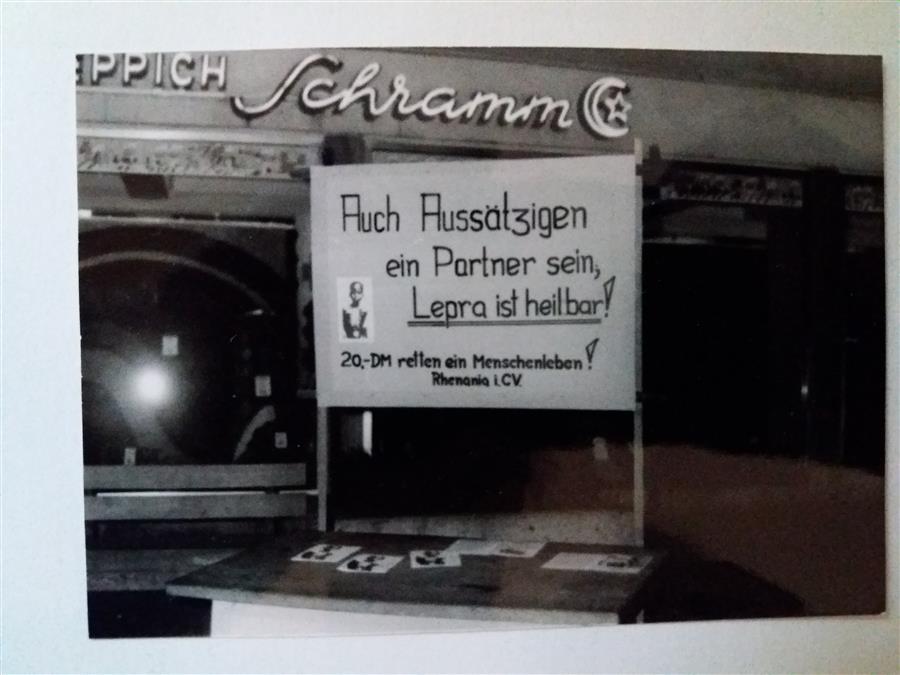 EPPICH Schramm
Auch Aussätzigen
ein Partner sein,
Lepra ist heilbar!
20,-DM retten ein Menschenleben!
Rhenania i.CV.